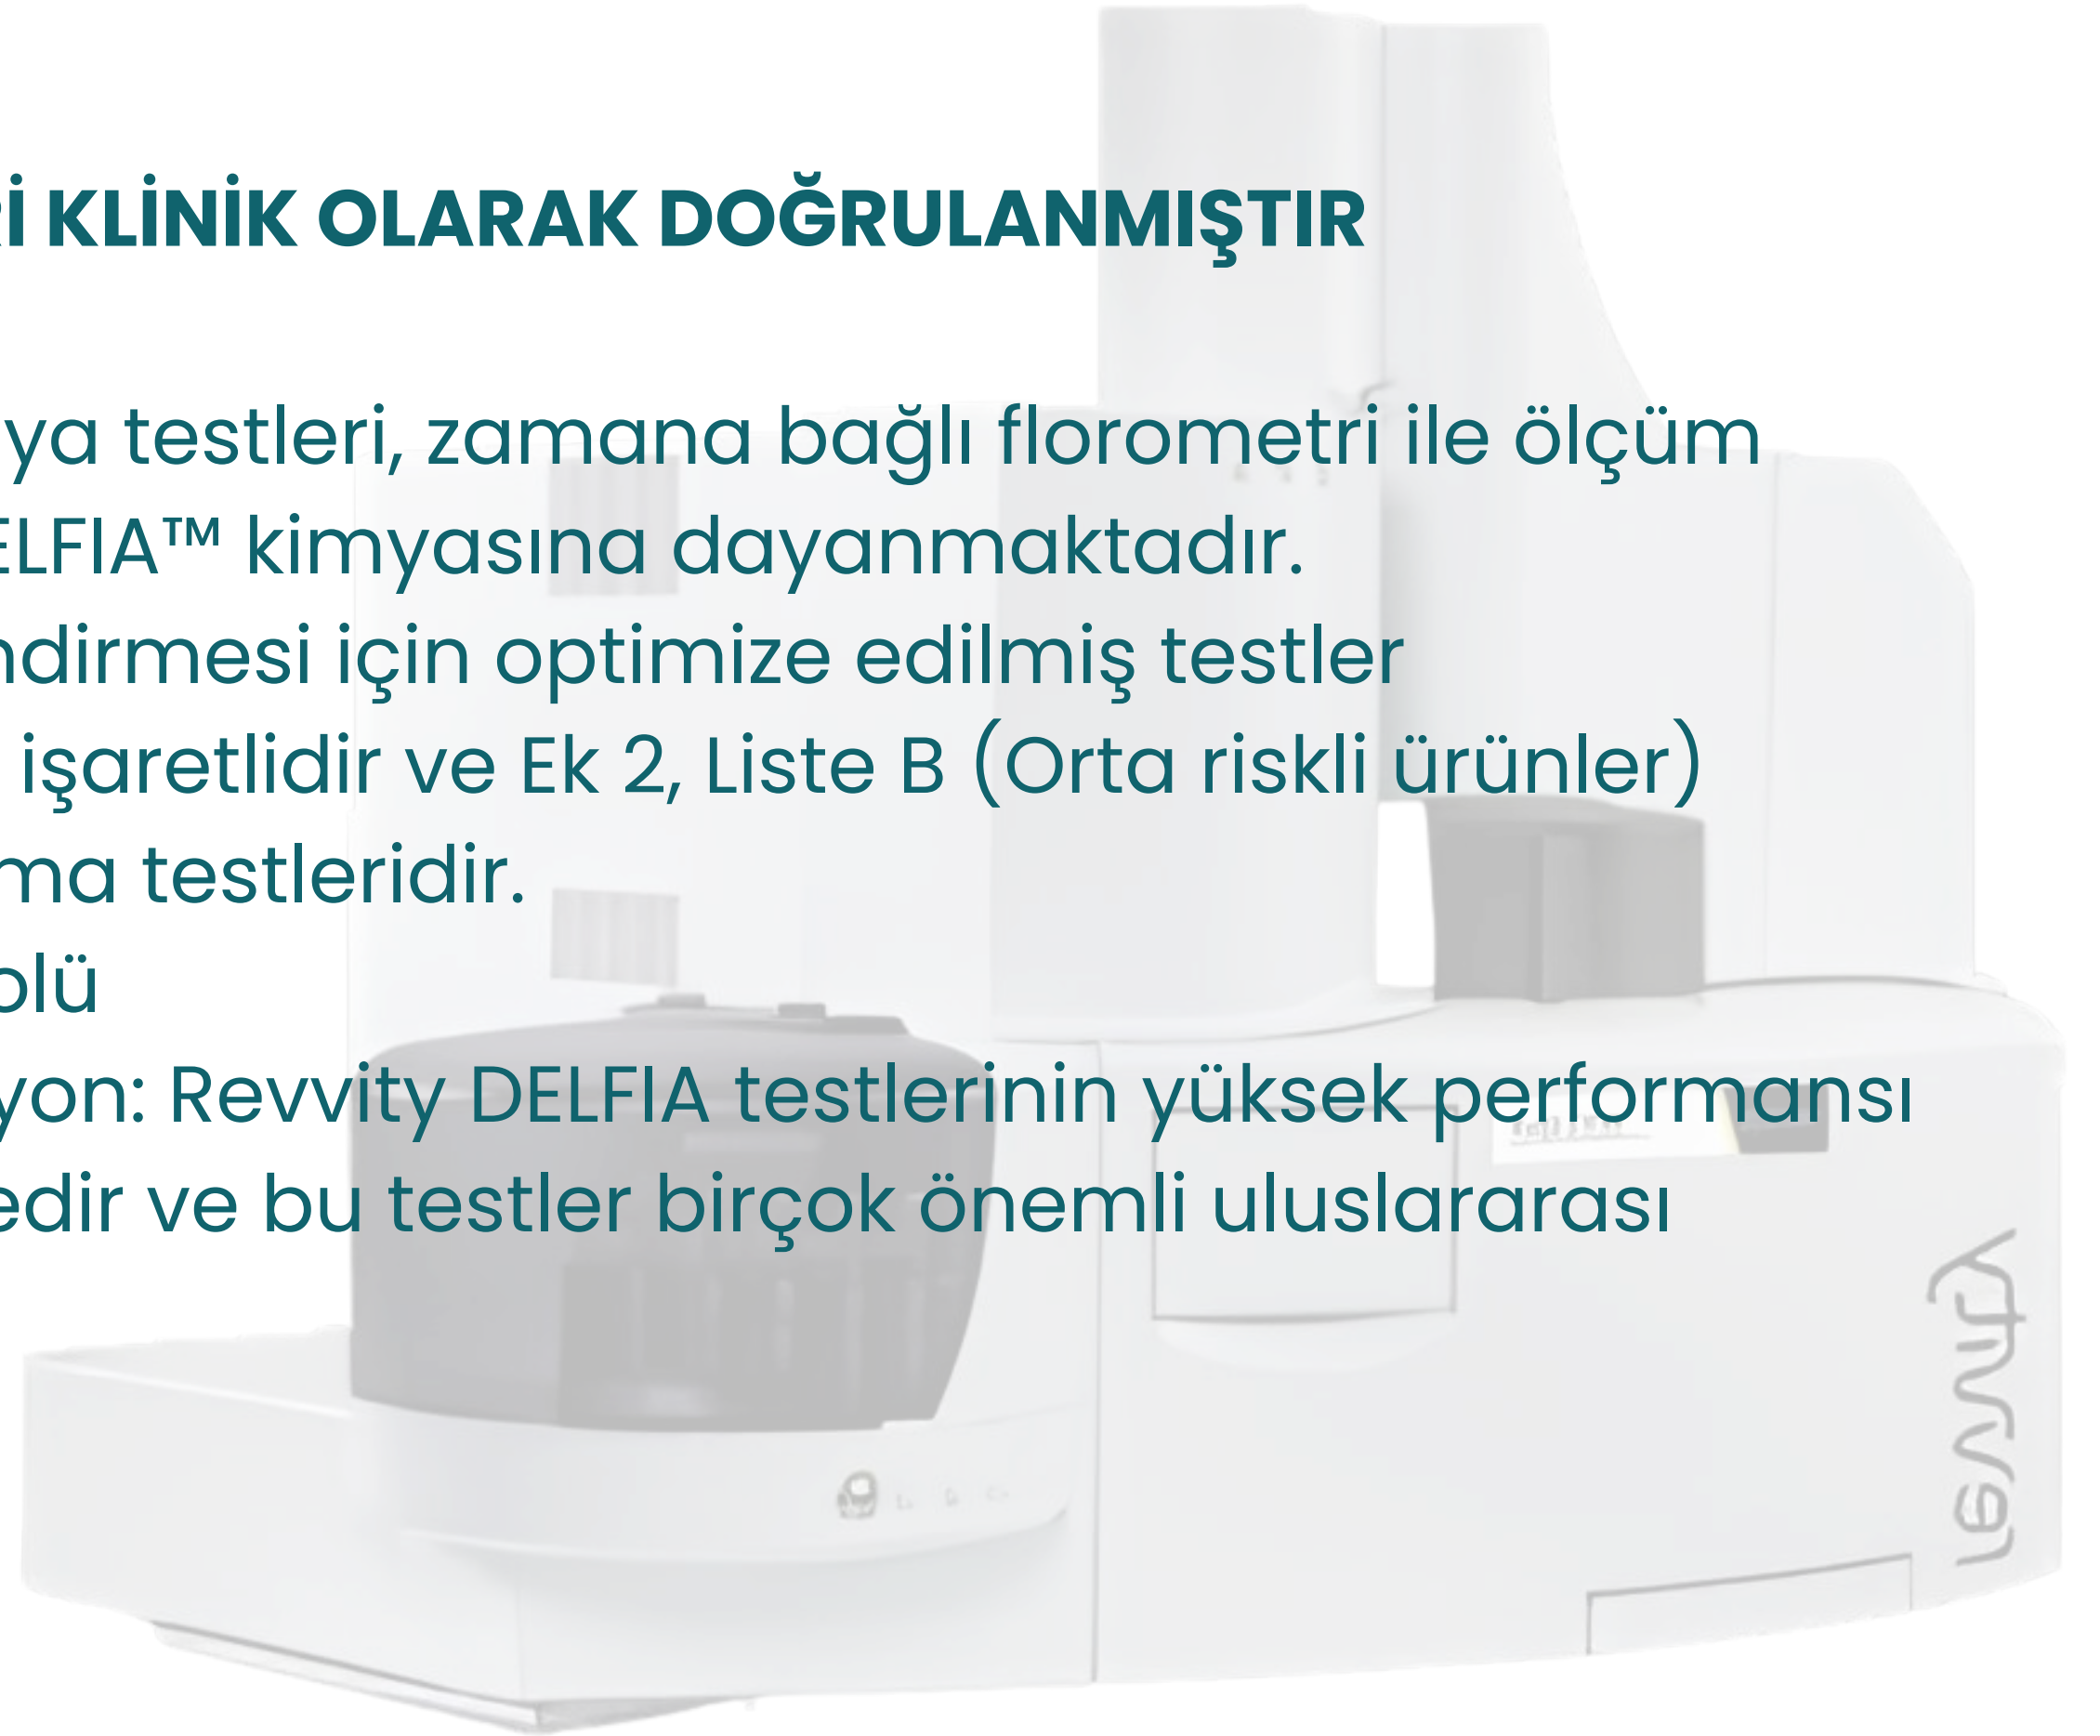 Rİ KLİNİK OLARAK DOĞRULANMIŞTIR
ya testleri, zamana bağlı florometri ile ölçüm
ELFIA™ kimyasına dayanmaktadır.
ndirmesi için optimize edilmiş testler
işaretlidir ve Ek 2, Liste B (Orta riskli ürünler)
ma testleridir.
olü
yon: Revvity DELFIA testlerinin yüksek performansı
edir ve bu testler birçok önemli uluslararası
revvity